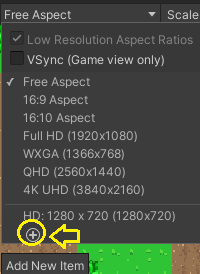 Free Aspect Scale
Low Resolution Aspect Ratios
VSync (Game view only)
Free Aspect
16:9 Aspect
16:10 Aspect
Full HD (1920x1080)
WXGA (1366x768)
QHD (2560x1440)
4K UHD (3840x2160)
HD: 1280 x 720 (1280x720)
Add New Item